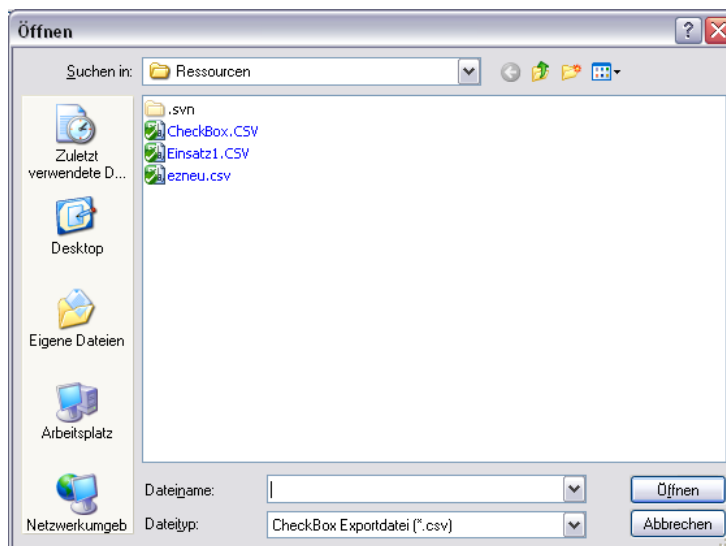 Öffnen
Suchen in:
Ressourcen
.svn
CheckBox.CSV
Einsatz1.CSV
ezneu.csv
Zuletzt
verwendete D...
Desktop
Eigene Dateien
Arbeitsplatz
Netzwerkumgeb
Dateiname:
Öffnen
Dateityp:
CheckBox Exportdatei (*.csv)
Abbrechen